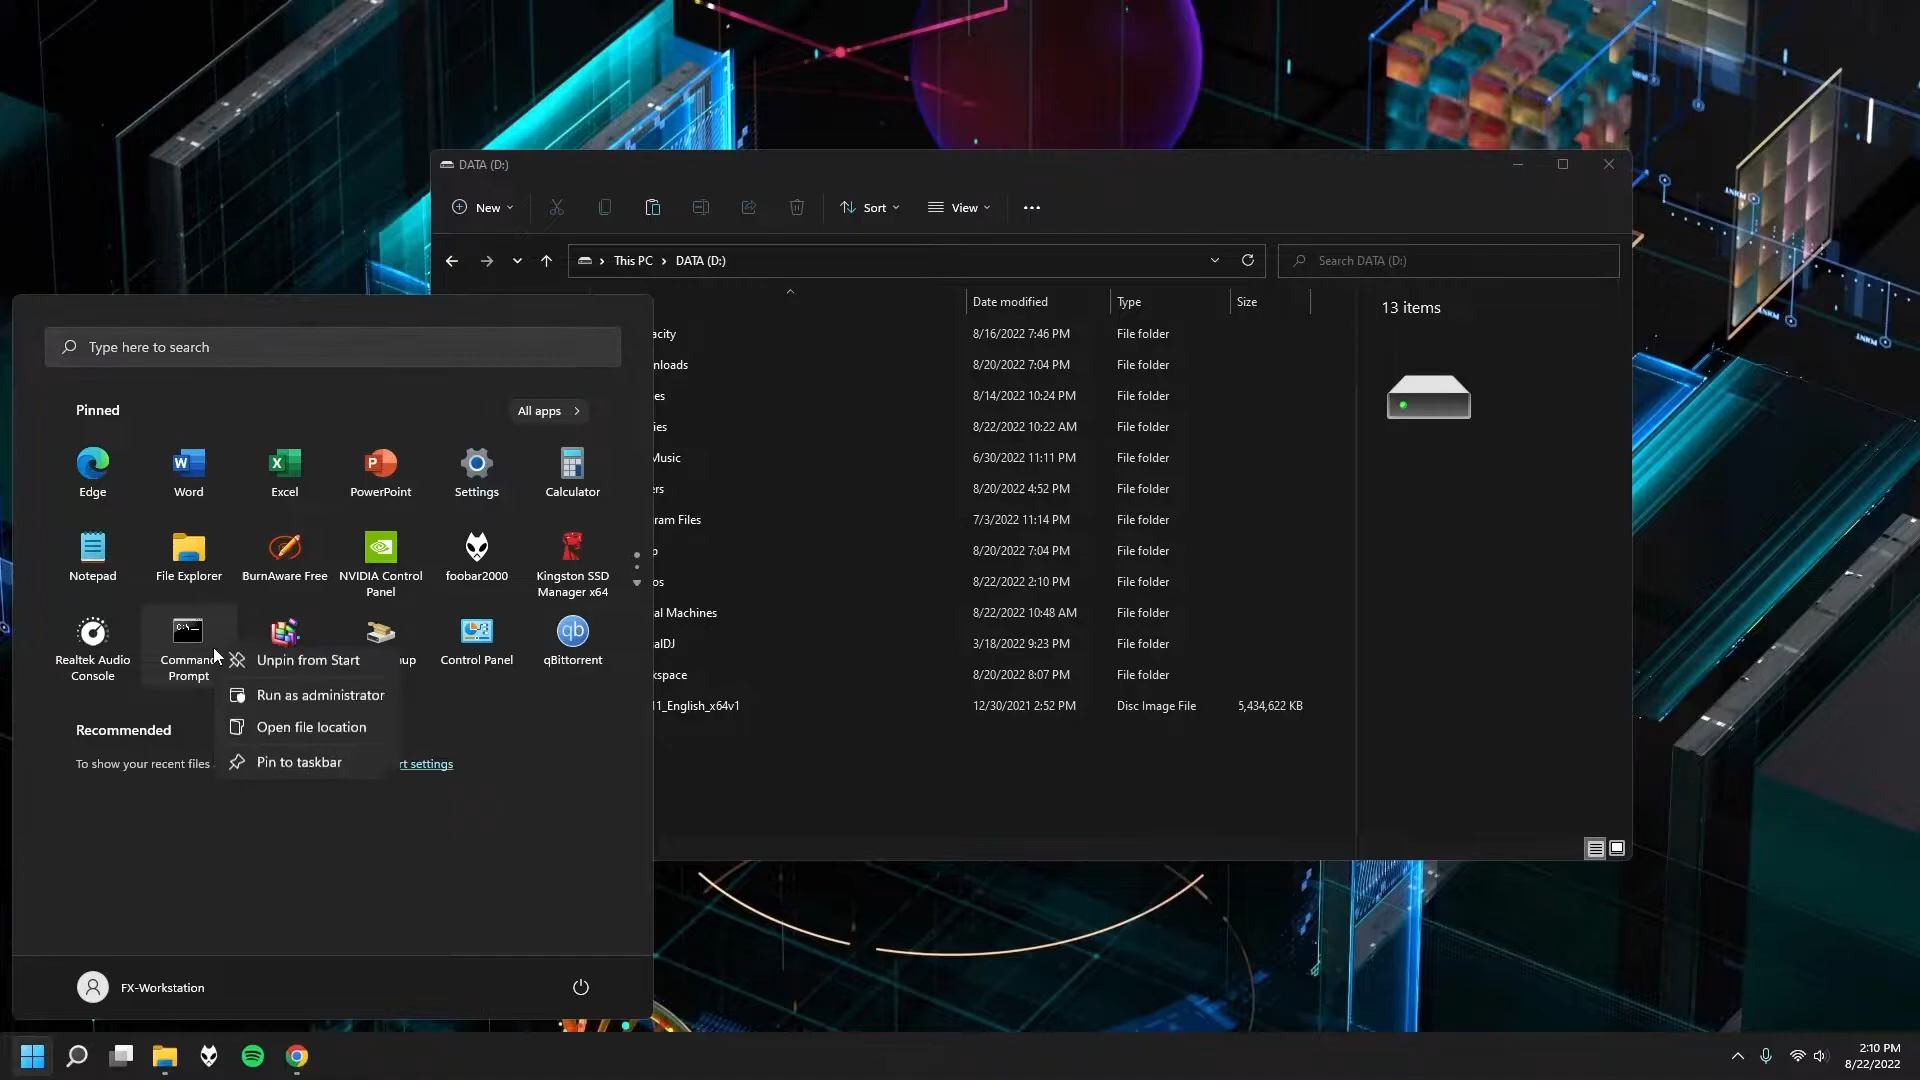 DATA (D:)
New
Sort
View
This PC > DATA (D:)
Search DATA (D:)
Date modified
Type
Size
13 items
acity 8/16/2022 7:46 PM File folder
nloads 8/20/2022 7:04 PM File folder
es 8/14/2022 10:24 PM File folder
ies 8/22/2022 10:22 AM File folder
Music 6/30/2022 11:11 PM File folder
ers 8/20/2022 4:52 PM File folder
ram Files 7/3/2022 11:14 PM File folder
p 8/20/2022 7:04 PM File folder
os 8/22/2022 2:10 PM File folder
al Machines 8/22/2022 10:48 AM File folder
alDJ 3/18/2022 9:23 PM File folder
kspace 8/20/2022 8:07 PM File folder
11_English_x64v1 12/30/2021 2:52 PM Disc Image File 5,434,622 KB
Type here to search
Pinned
All apps >
Edge
Word
Excel
PowerPoint
Settings
Calculator
Notepad
File Explorer
BurnAware Free
NVIDIA Control
Panel
foobar2000
Kingston SSD
Manager x64
Realtek Audio
Console
Command
Prompt
up
Control Panel
qBittorrent
Unpin from Start
Run as administrator
Open file location
Pin to taskbar
Recommended
To show your recent files
rt settings
FX-Workstation
2:10 PM
8/22/2022